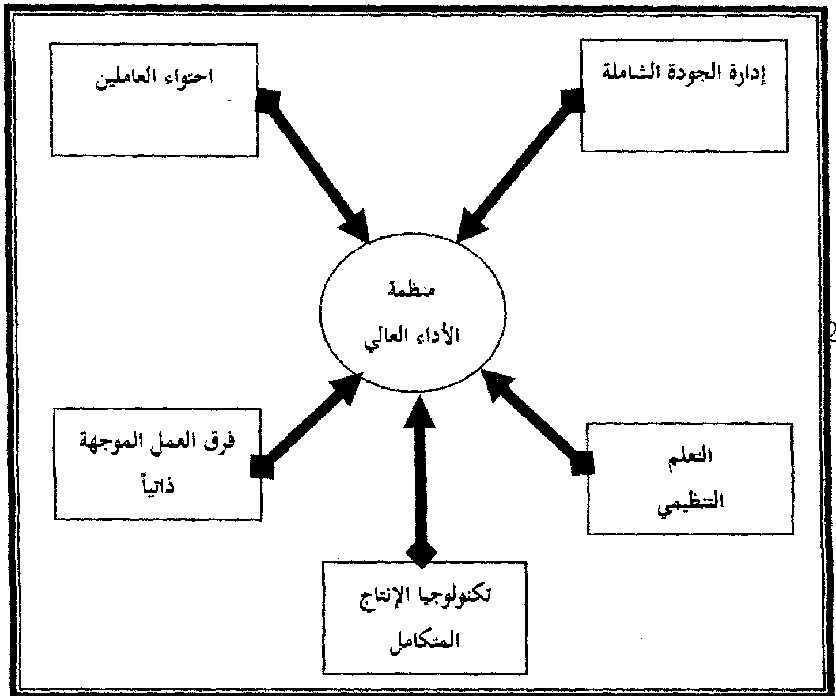 إدارة الجودة الشاملة
احتواء العاملين
منظمة
الأداء العالي
التعلم
التنظيمي
فرق العمل الموجهة
ذاتياً
تكنولوجيا الإنتاج
المتكامل